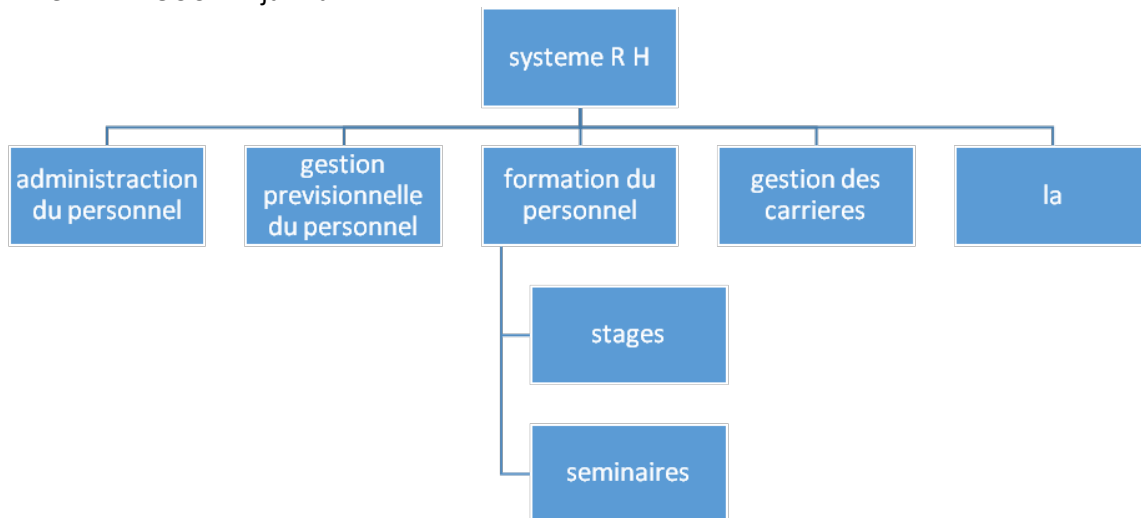 systeme R H
administraction
du personnel
gestion
previsionnelle
du personnel
formation du
personnel
gestion des
carrieres
la
stages
seminaires